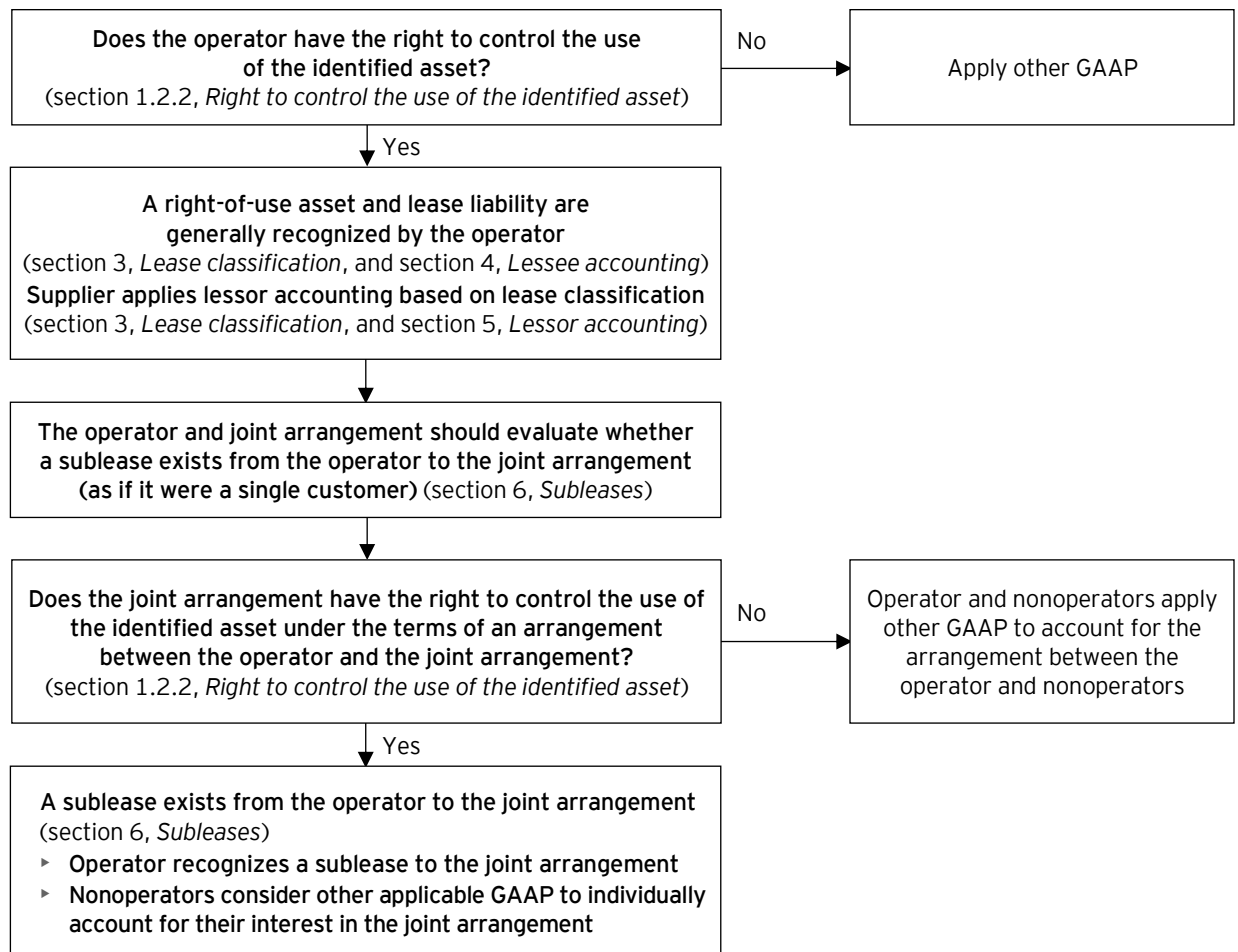 Does the operator have the right to control the use
of the identified asset?
(section 1.2.2, Right to control the use of the identified asset)
No
Apply other GAAP
Yes
A right-of-use asset and lease liability are
generally recognized by the operator
(section 3, Lease classification, and section 4, Lessee accounting)
Supplier applies lessor accounting based on lease classification
(section 3, Lease classification, and section 5, Lessor accounting)
The operator and joint arrangement should evaluate whether
a sublease exists from the operator to the joint arrangement
(as if it were a single customer) (section 6, Subleases)
Does the joint arrangement have the right to control the use of
the identified asset under the terms of an arrangement
between the operator and the joint arrangement?
(section 1.2.2, Right to control the use of the identified asset)
No
Operator and nonoperators apply
other GAAP to account for the
arrangement between the
operator and nonoperators
Yes
A sublease exists from the operator to the joint arrangement
(section 6, Subleases)
‣ Operator recognizes a sublease to the joint arrangement
‣ Nonoperators consider other applicable GAAP to individually
account for their interest in the joint arrangement